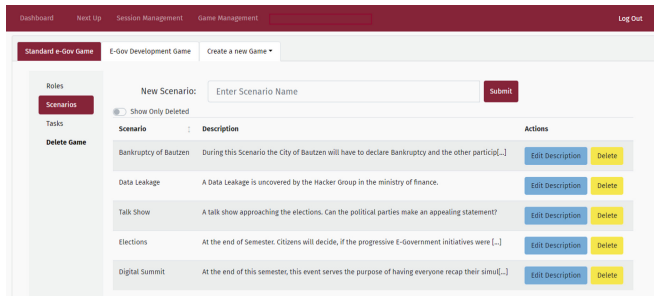 Dashboard Next Up Session Management Game Management Log Out
Standard e-Gov Game E-Gov Development Game Create a new Game
Roles
Scenarios
Tasks
Delete Game
New Scenario: Enter Scenario Name Submit
Show Only Deleted
Scenario Description Actions
Bankruptcy of Bautzen During this Scenario the City of Bautzen will have to declare Bankruptcy and the other particip[...] Edit Description Delete
Data Leakage A Data Leakage is uncovered by the Hacker Group in the ministry of finance. Edit Description Delete
Talk Show A talk show approaching the elections. Can the political parties make an appealing statement? Edit Description Delete
Elections At the end of Semester. Citizens will decide, if the progressive E-Government initiatives were [...] Edit Description Delete
Digital Summit At the end of this semester, this event serves the purpose of having everyone recap their simul[...] Edit Description Delete